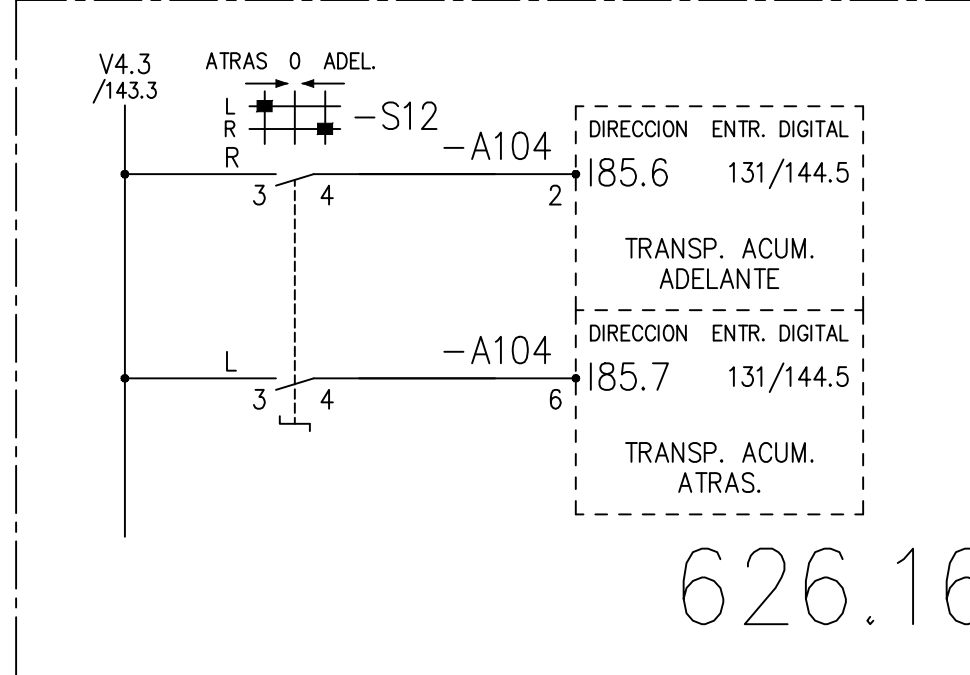 V4.3
/143.3
ATRAS 0 ADEL.
L
R
-S12
R
3 4
-A104
2
DIRECCION ENTR. DIGITAL
I85.6 131/144.5
TRANSP. ACUM.
ADELANTE
L
3 4
-A104
6
DIRECCION ENTR. DIGITAL
I85.7 131/144.5
TRANSP. ACUM.
ATRAS.
626.16